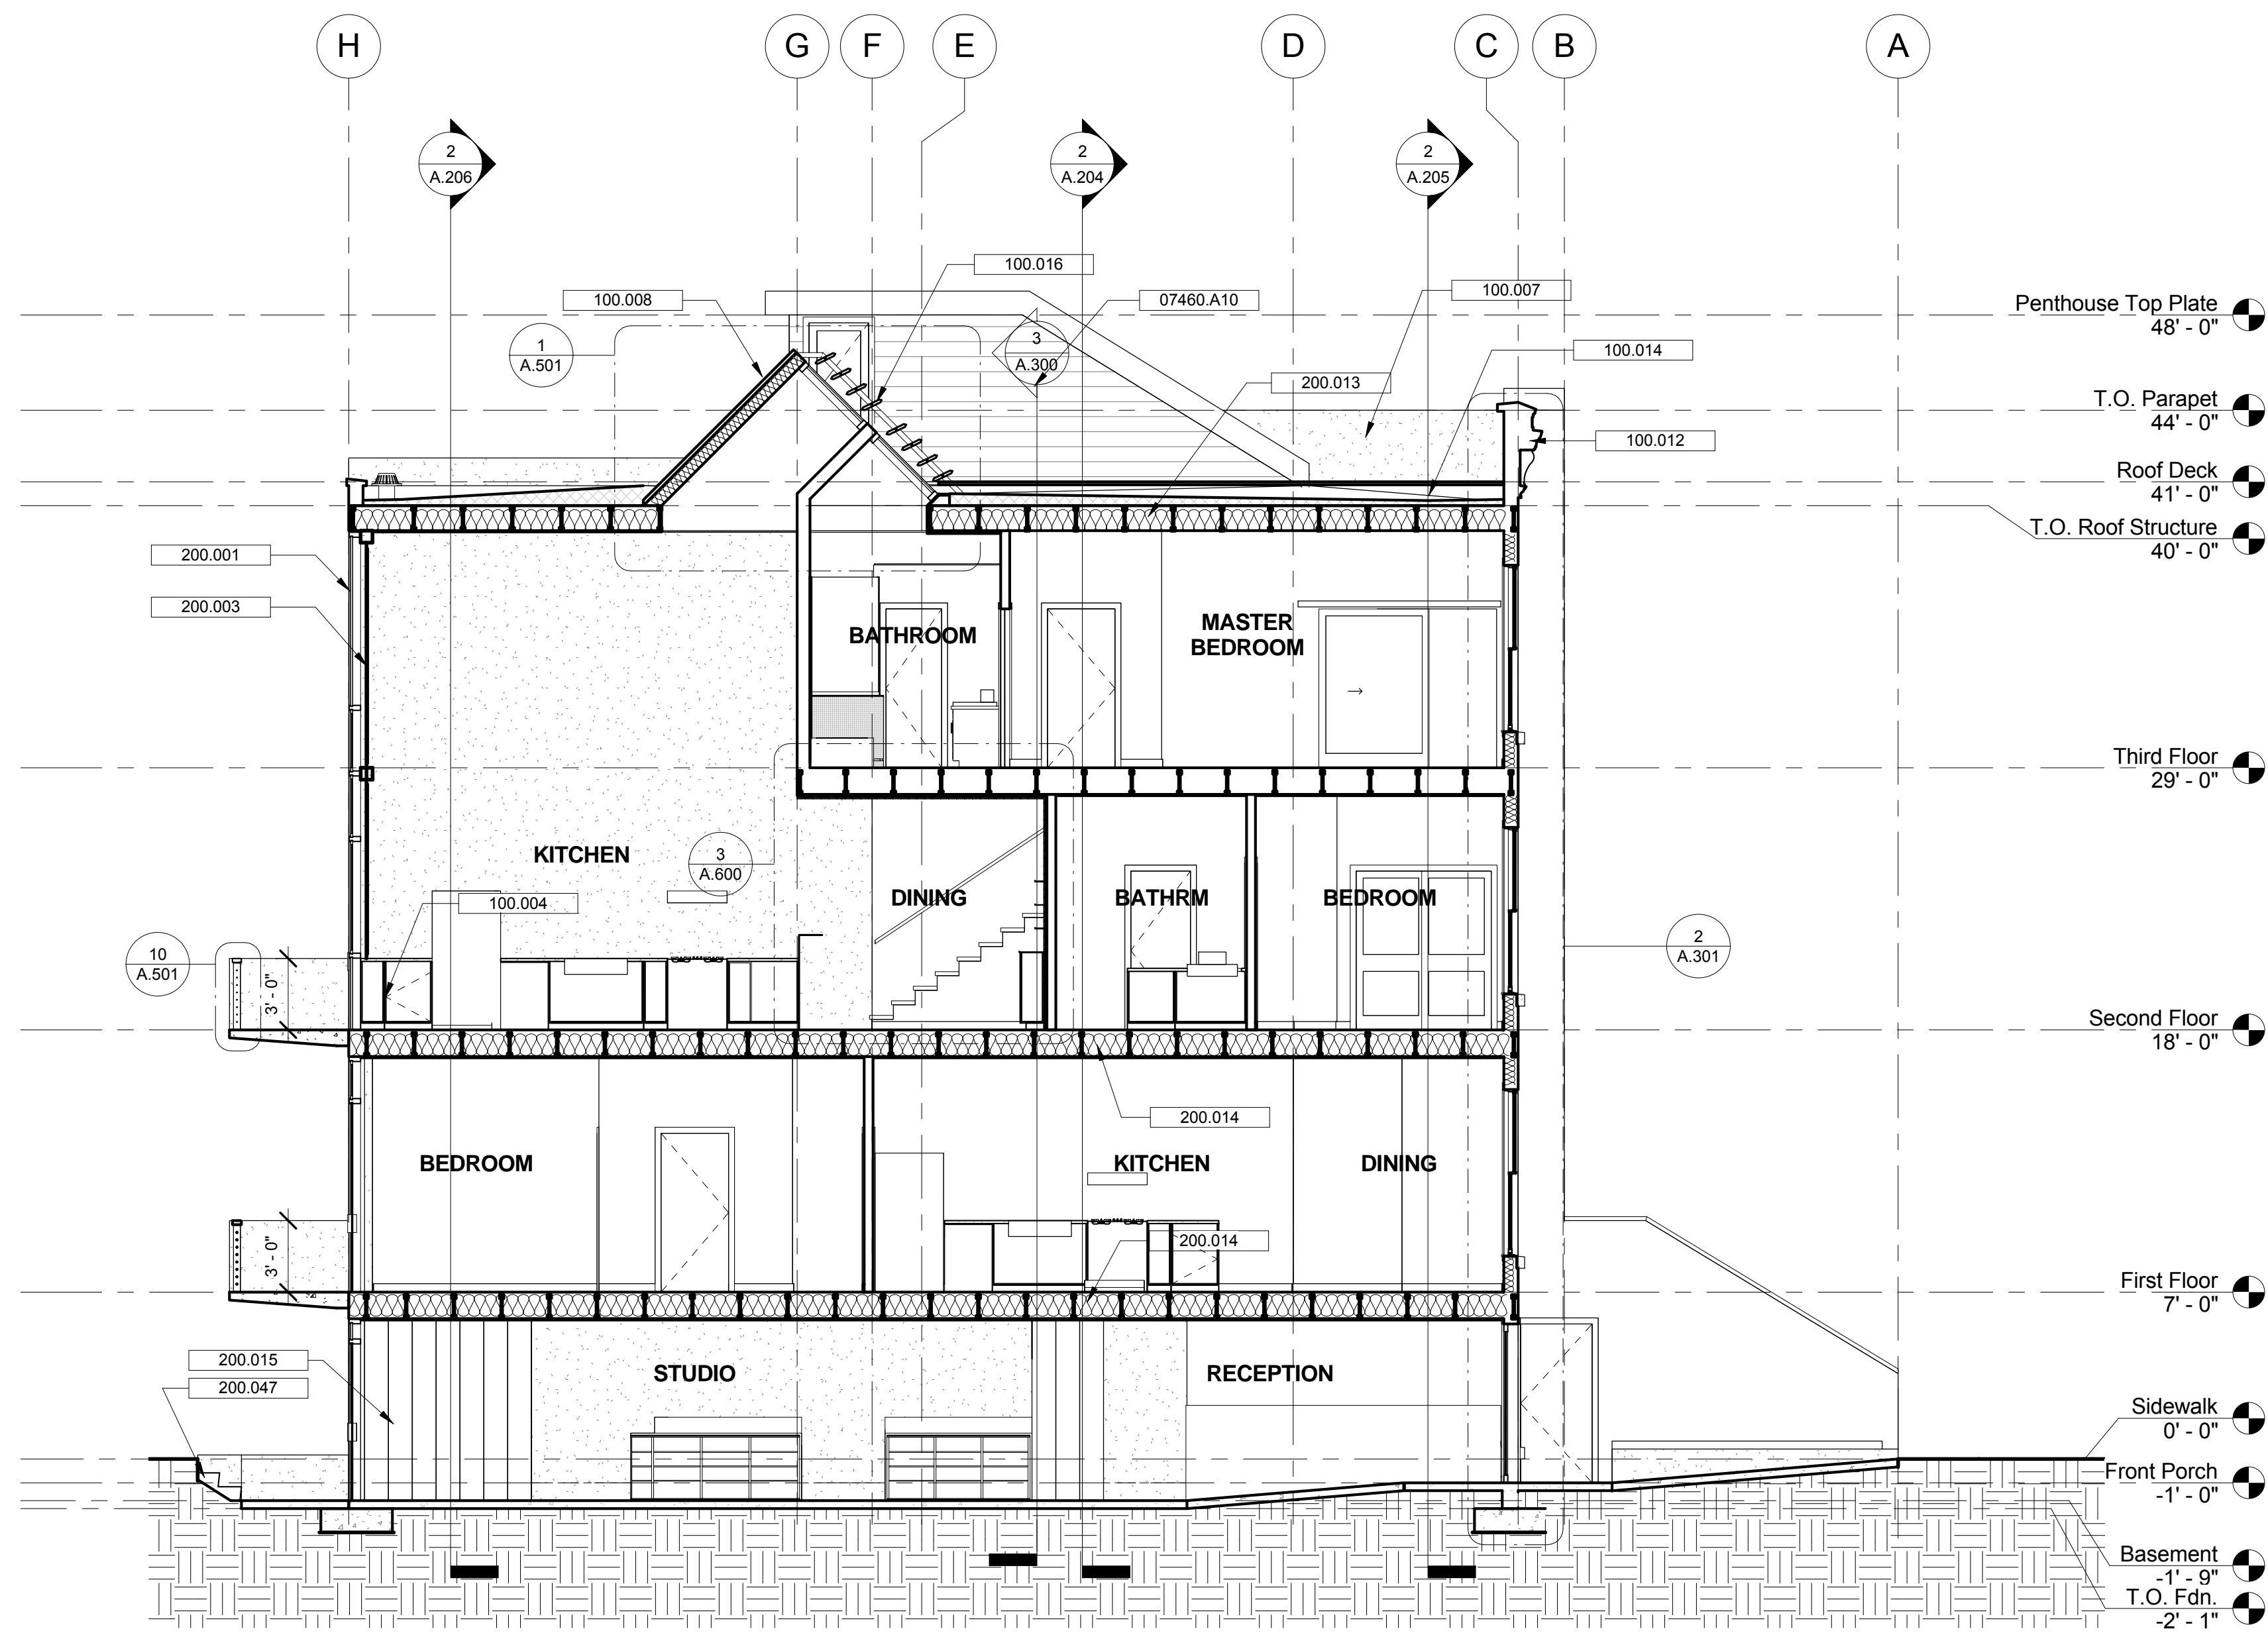 H
G
F
E
D
C
B
A
2
A.206
2
A.204
2
A.205
100.016
100.008
07460.A10
100.007
Penthouse Top Plate
48' - 0"
1
A.501
3
A.300
100.014
200.013
T.O. Parapet
44' - 0"
100.012
Roof Deck
41' - 0"
T.O. Roof Structure
40' - 0"
200.001
200.003
BATHROOM
MASTER
BEDROOM
Third Floor
29' - 0"
KITCHEN
3
A.600
100.004
DINING
BATHRM
BEDROOM
10
A.501
3' - 0"
2
A.301
Second Floor
18' - 0"
200.014
BEDROOM
KITCHEN
DINING
3' - 0"
200.014
First Floor
7' - 0"
200.015
200.047
STUDIO
RECEPTION
Sidewalk
0' - 0"
Front Porch
-1' - 0"
Basement
-1' - 9"
T.O. Fdn.
-2' - 1"